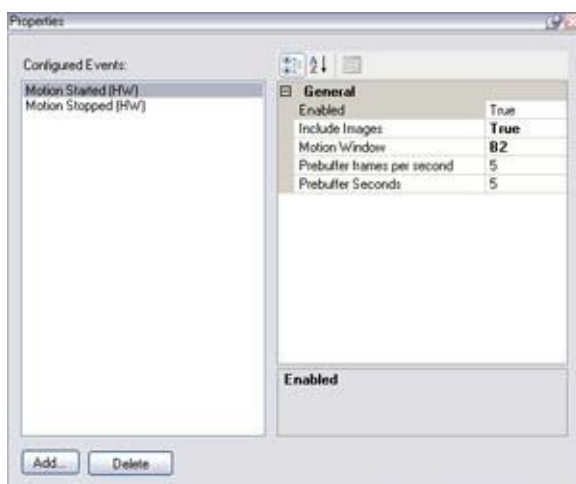 Properties
Configured Events:
Motion Started (HW)
Motion Stopped (HW)
General
Enabled True
Include Images True
Motion Window B2
Prebuffer frames per second 5
Prebuffer Seconds 5
Enabled
Add... Delete